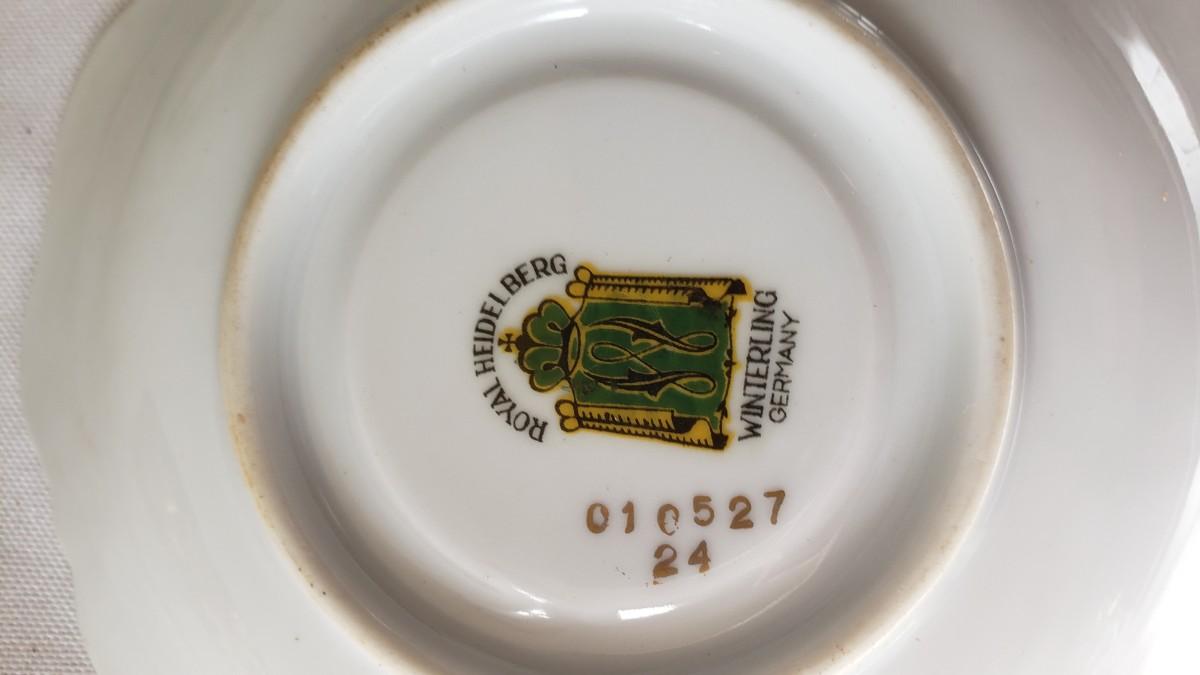 ROYAL HEIDELBERG
W
WINTERLING
GERMANY
010527
24